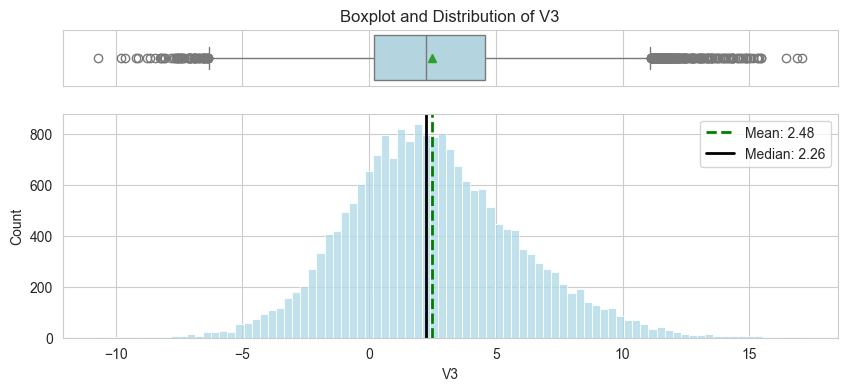 Boxplot and Distribution of V3
Mean: 2.48
Median: 2.26
800
600
400
200
0
Count
−10
−5
0
5
10
15
V3